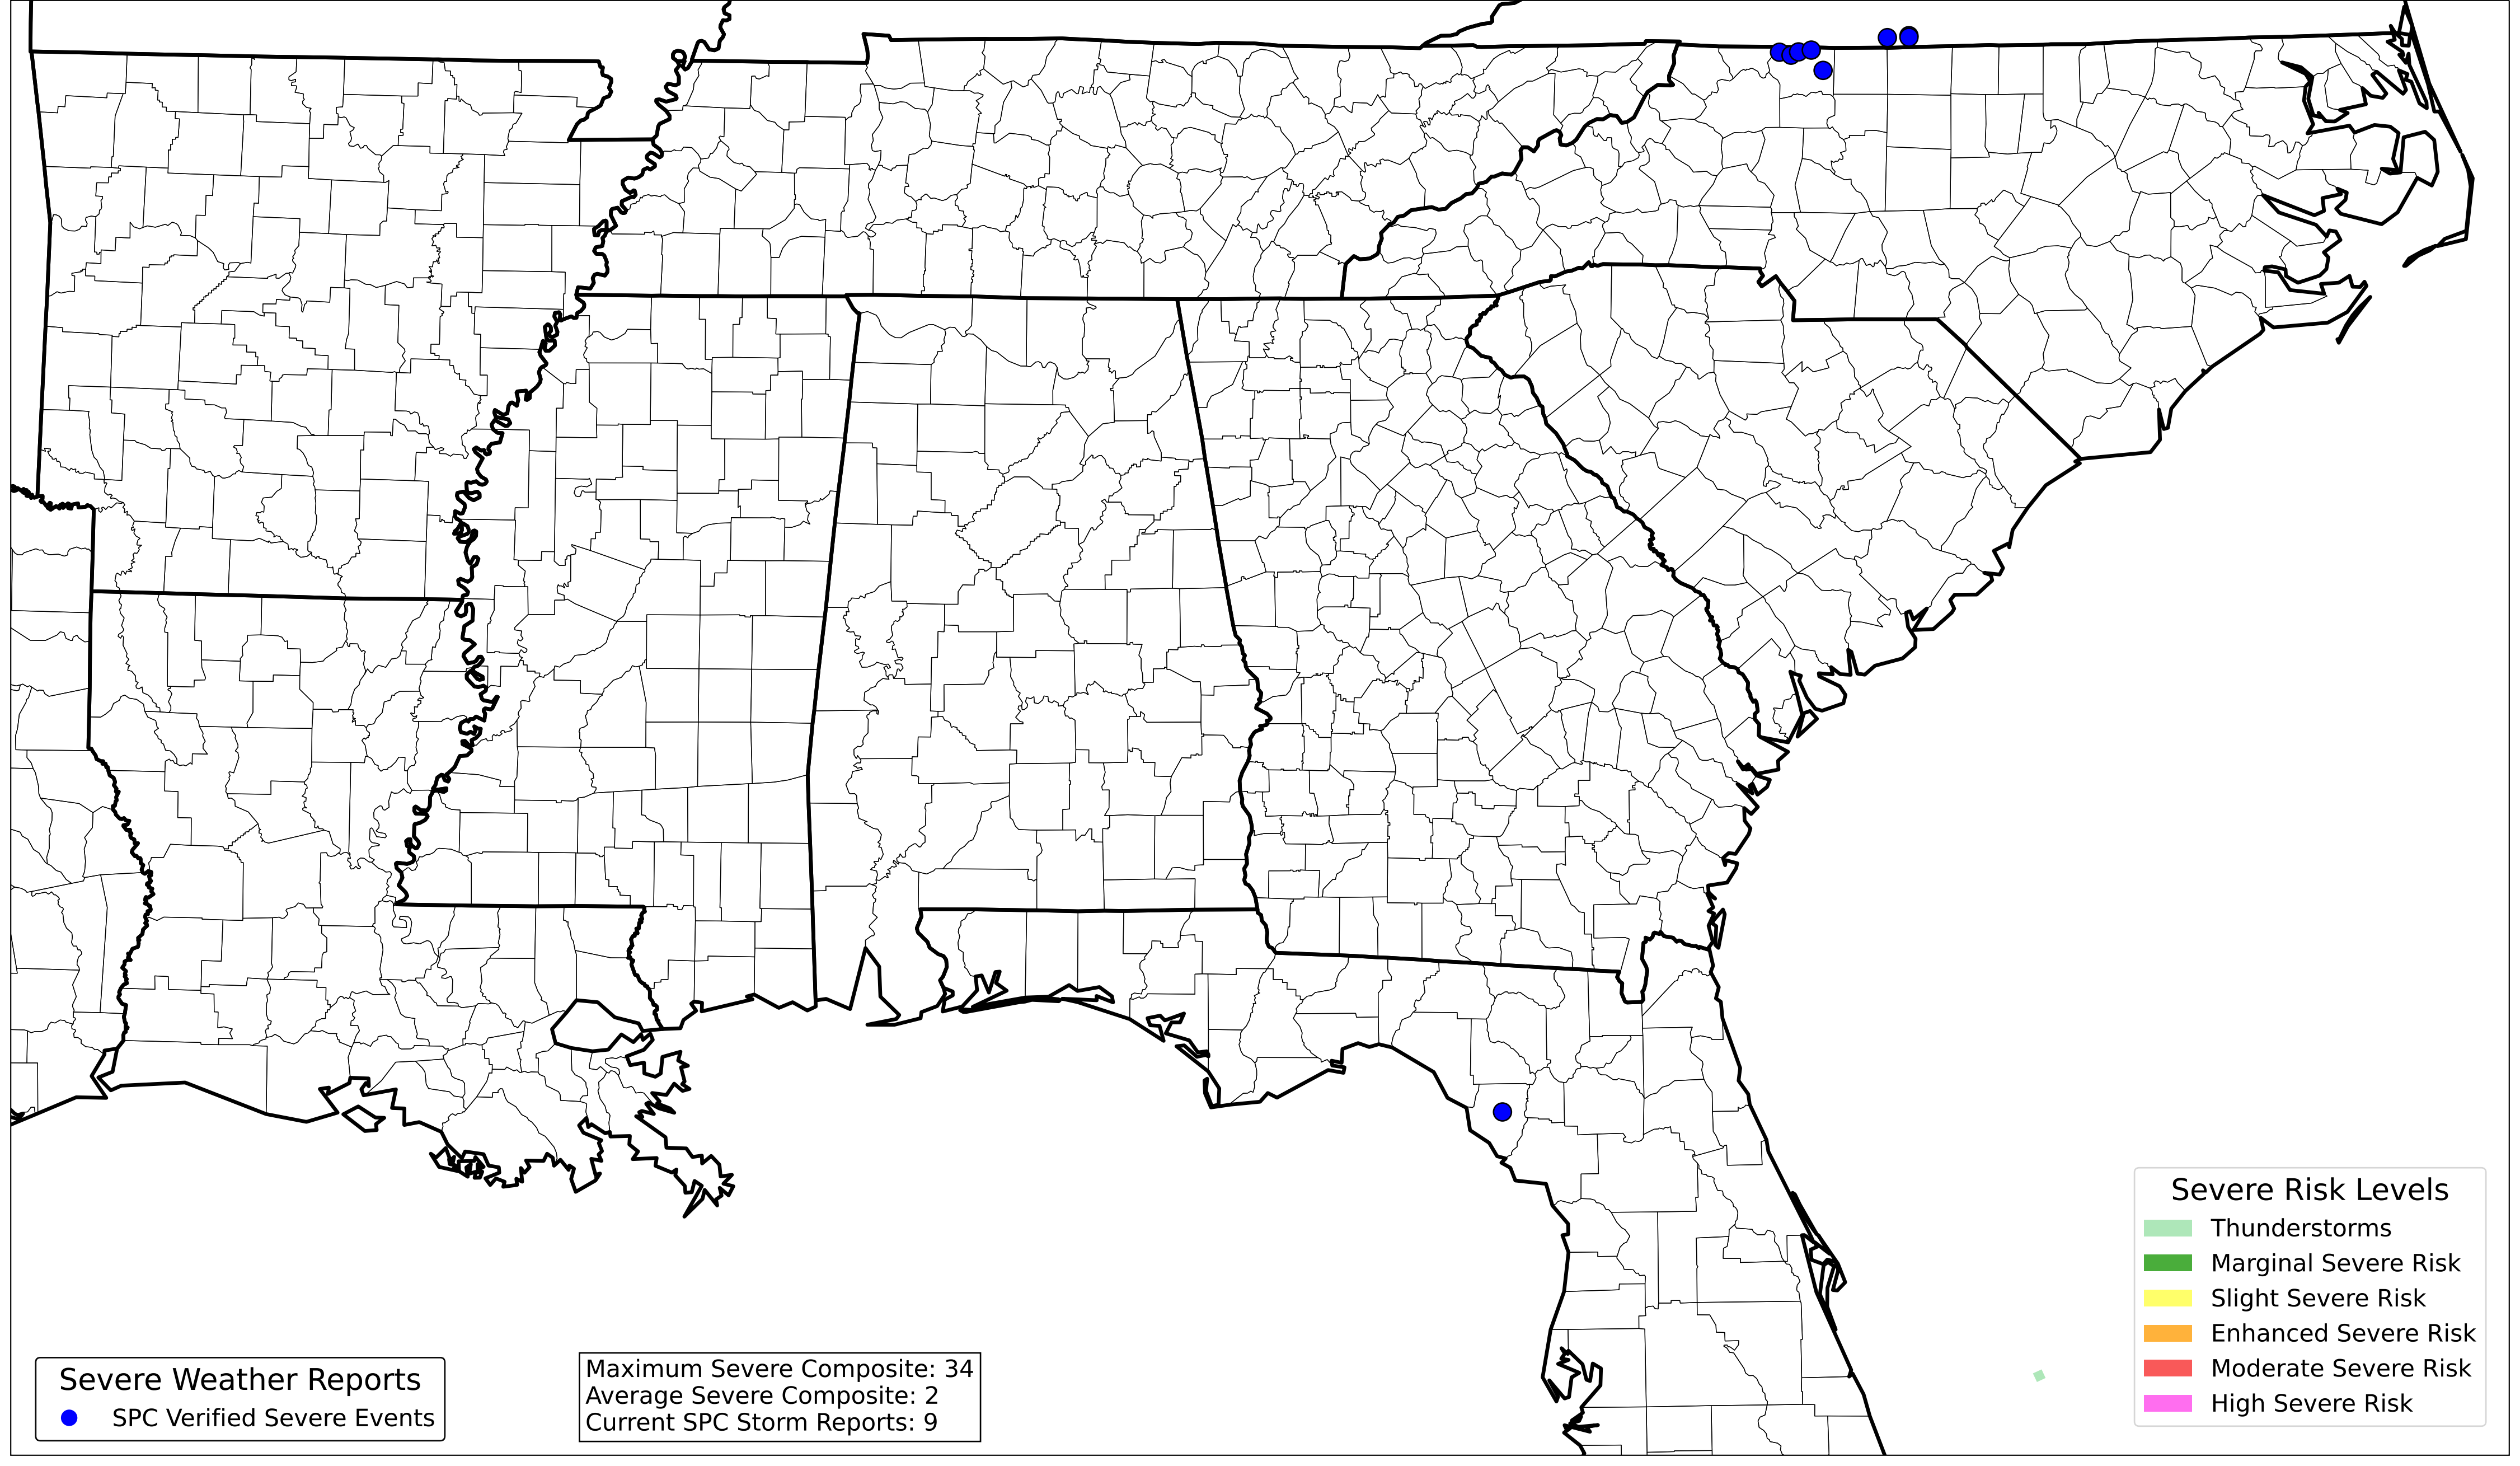 Severe Risk Levels
Thunderstorms
Marginal Severe Risk
Slight Severe Risk
Enhanced Severe Risk
Moderate Severe Risk
High Severe Risk
Severe Weather Reports
SPC Verified Severe Events
Maximum Severe Composite: 34
Average Severe Composite: 2
Current SPC Storm Reports: 9